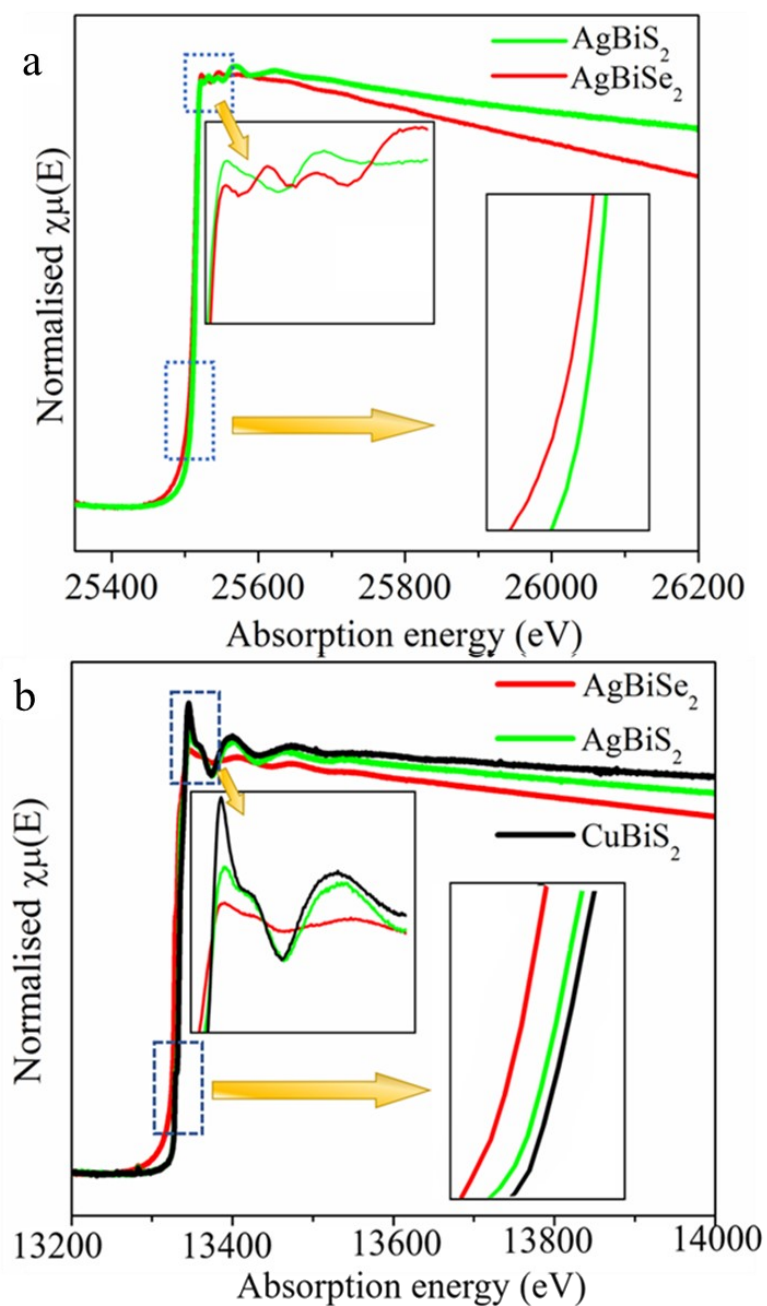 a
AgBiS₂
AgBiSe₂
Normalised χμ(E)
25400 25600 25800 26000 26200
Absorption energy (eV)
b
AgBiSe₂
AgBiS₂
CuBiS₂
Normalised χμ(E)
13200 13400 13600 13800 14000
Absorption energy (eV)